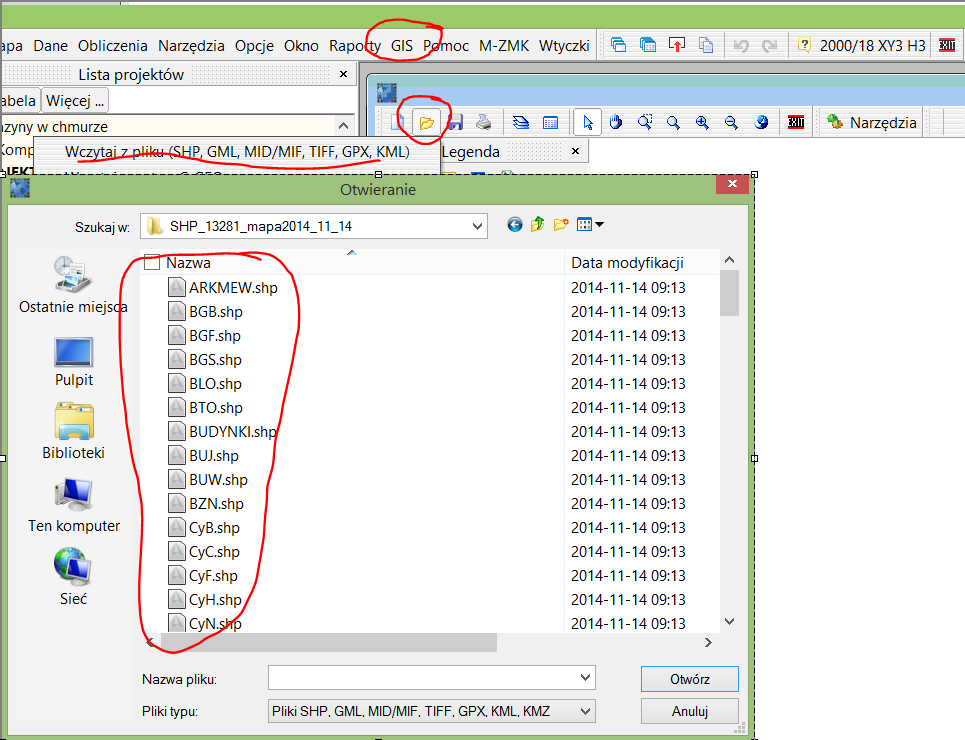 apa Dane Obliczenia Narzędzia Opcje Okno Raporty GIS Pomoc M-ZMK Wtyczki 2000/18 XY3 H3
Lista projektów
abela Więcej ...
zyny w chmurze
Komp
Narzędzia
Wczytaj z pliku (SHP, GML, MID/MIF, TIFF, GPX, KML)
Legenda
Otwieranie
Szukaj w:
SHP_13281_mapa2014_11_14
Nazwa Data modyfikacji
ARKMEW.shp 2014-11-14 09:13
BGB.shp 2014-11-14 09:13
BGF.shp 2014-11-14 09:13
BGS.shp 2014-11-14 09:13
BLO.shp 2014-11-14 09:13
BTO.shp 2014-11-14 09:13
BUDYNKI.shp 2014-11-14 09:13
BUJ.shp 2014-11-14 09:13
BUW.shp 2014-11-14 09:13
BZN.shp 2014-11-14 09:13
CyB.shp 2014-11-14 09:13
CyC.shp 2014-11-14 09:13
CyF.shp 2014-11-14 09:13
CyH.shp 2014-11-14 09:13
CyN.shp 2014-11-14 09:13
Ostatnie miejsca
Pulpit
Biblioteki
Ten komputer
Sieć
Nazwa pliku:
Otwórz
Pliki typu:
Pliki SHP, GML, MID/MIF, TIFF, GPX, KML, KMZ
Anuluj